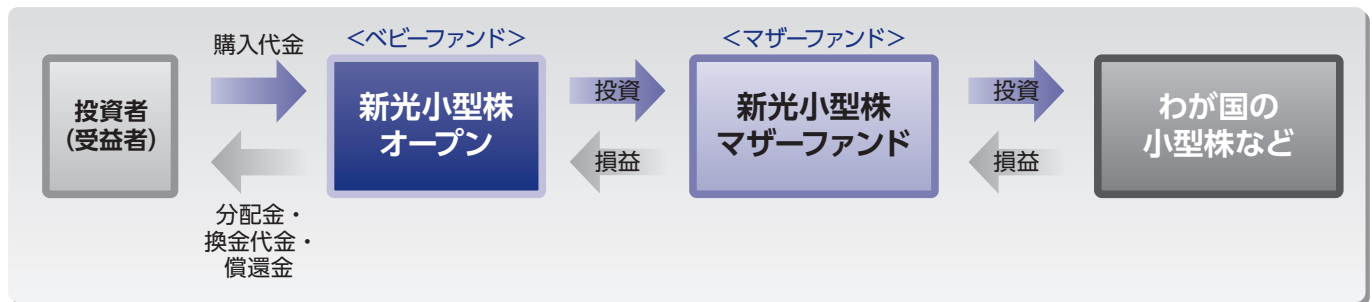 購入代金
＜ベビーファンド＞
＜マザーファンド＞
投資者
（受益者）
新光小型株
オープン
投資
損益
新光小型株
マザーファンド
投資
損益
わが国の
小型株など
分配金・
換金代金・
償還金